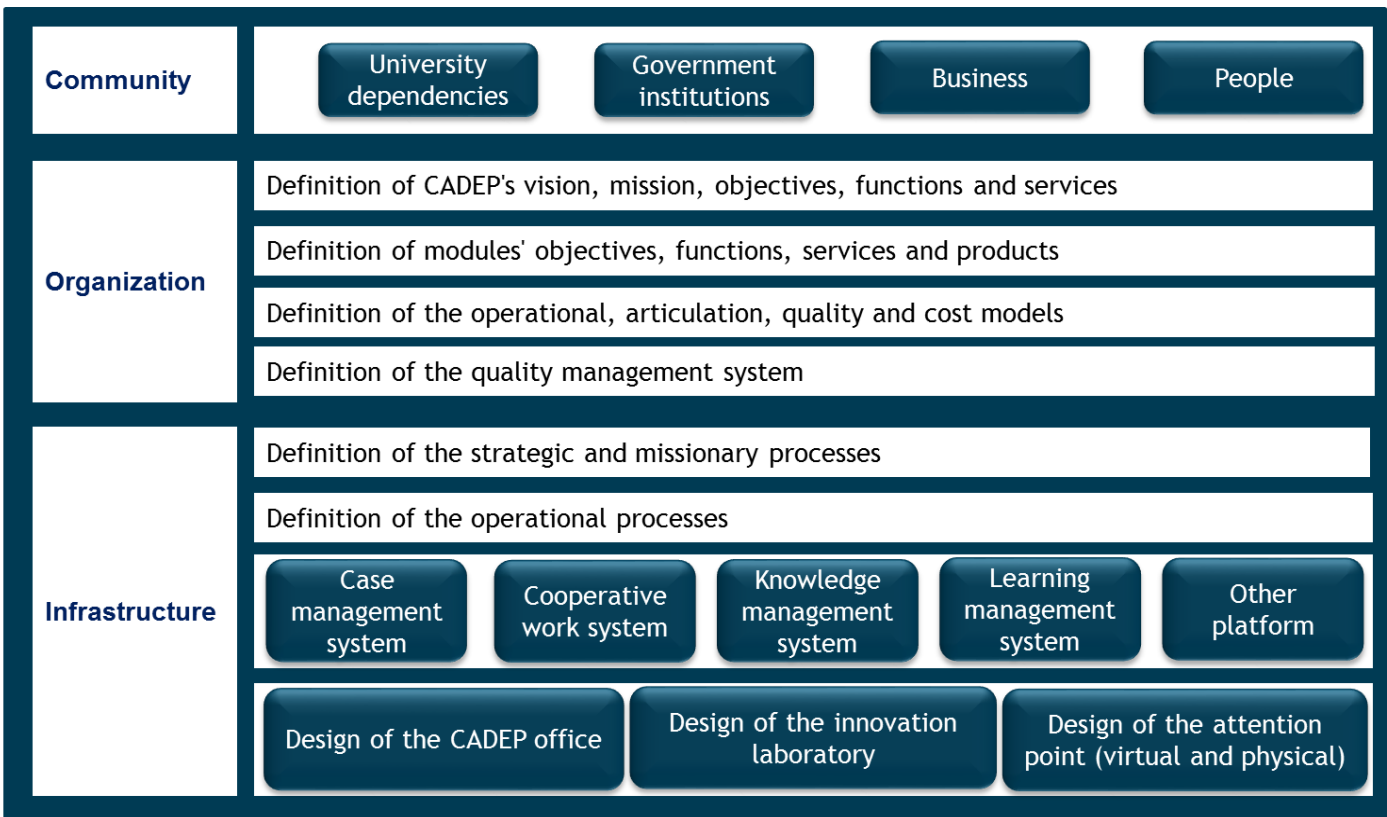 Community
University
dependencies
Government
institutions
Business
People
Organization
Definition of CADEP's vision, mission, objectives, functions and services
Definition of modules' objectives, functions, services and products
Definition of the operational, articulation, quality and cost models
Definition of the quality management system
Infrastructure
Definition of the strategic and missionary processes
Definition of the operational processes
Case
management
system
Cooperative
work system
Knowledge
management
system
Learning
management
system
Other
platform
Design of the CADEP office
Design of the innovation
laboratory
Design of the attention
point (virtual and physical)